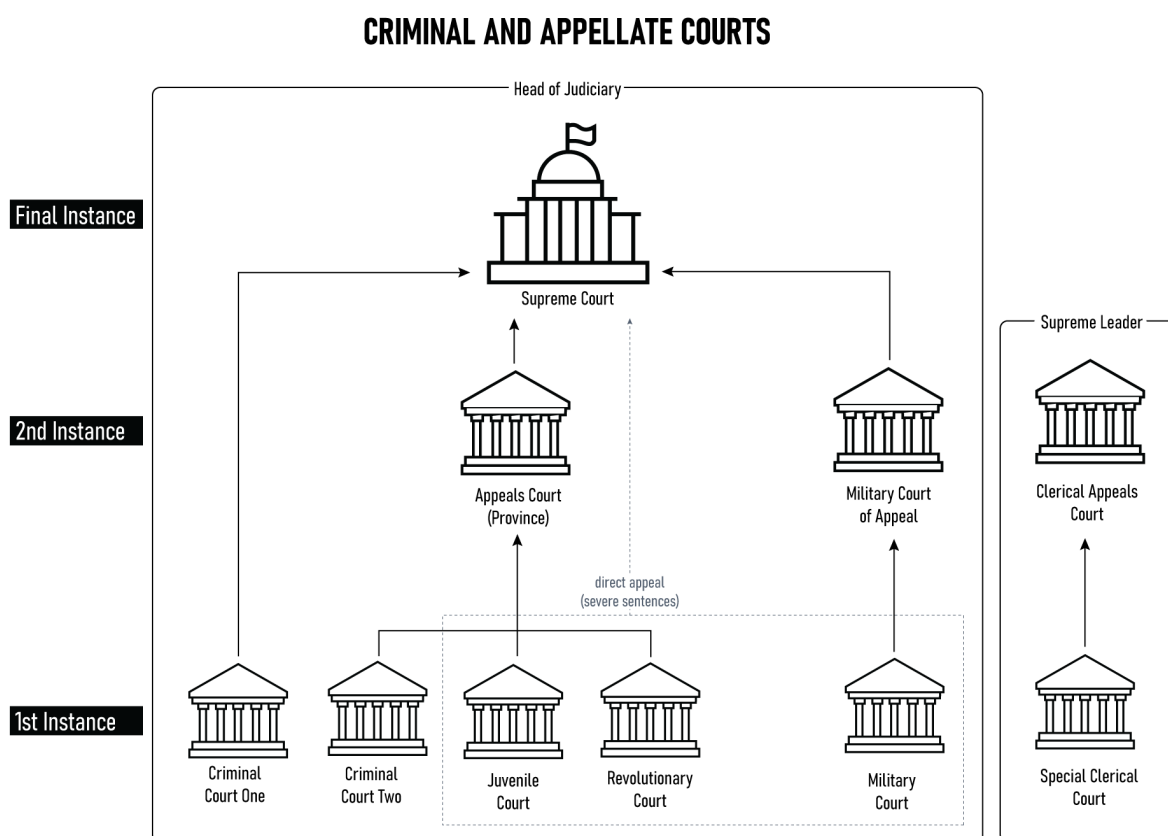 CRIMINAL AND APPELLATE COURTS
Head of Judiciary
Final Instance
Supreme Court
Supreme Leader
2nd Instance
Appeals Court
(Province)
Military Court
of Appeal
Clerical Appeals
Court
direct appeal
(severe sentences)
1st Instance
Criminal
Court One
Criminal
Court Two
Juvenile
Court
Revolutionary
Court
Military
Court
Special Clerical
Court